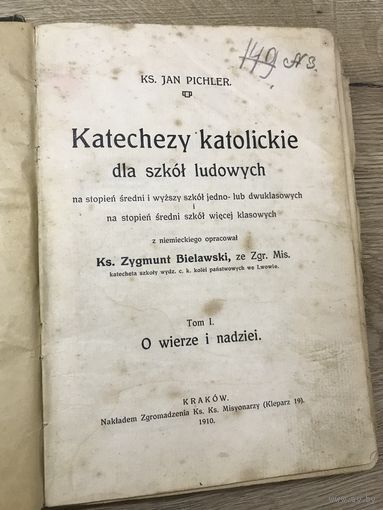 149
KS. JAN PICHLER.
Katechezy katolickie
dla szkół ludowych
na stopień średni i wyższy szkół jedno- lub dwuklasowych
i
na stopień średni szkół więcej klasowych
z niemieckiego opracował
Ks. Zygmunt Bielawski, ze Zgr. Mis.
katecheta szkoły wydz. c. k. kolei państwowych we Lwowie.
Tom I.
O wierze i nadziei.
KRAKÓW.
Nakładem Zgromadzenia Ks. Ks. Misyonarzy (Kleparz 19).
1910.